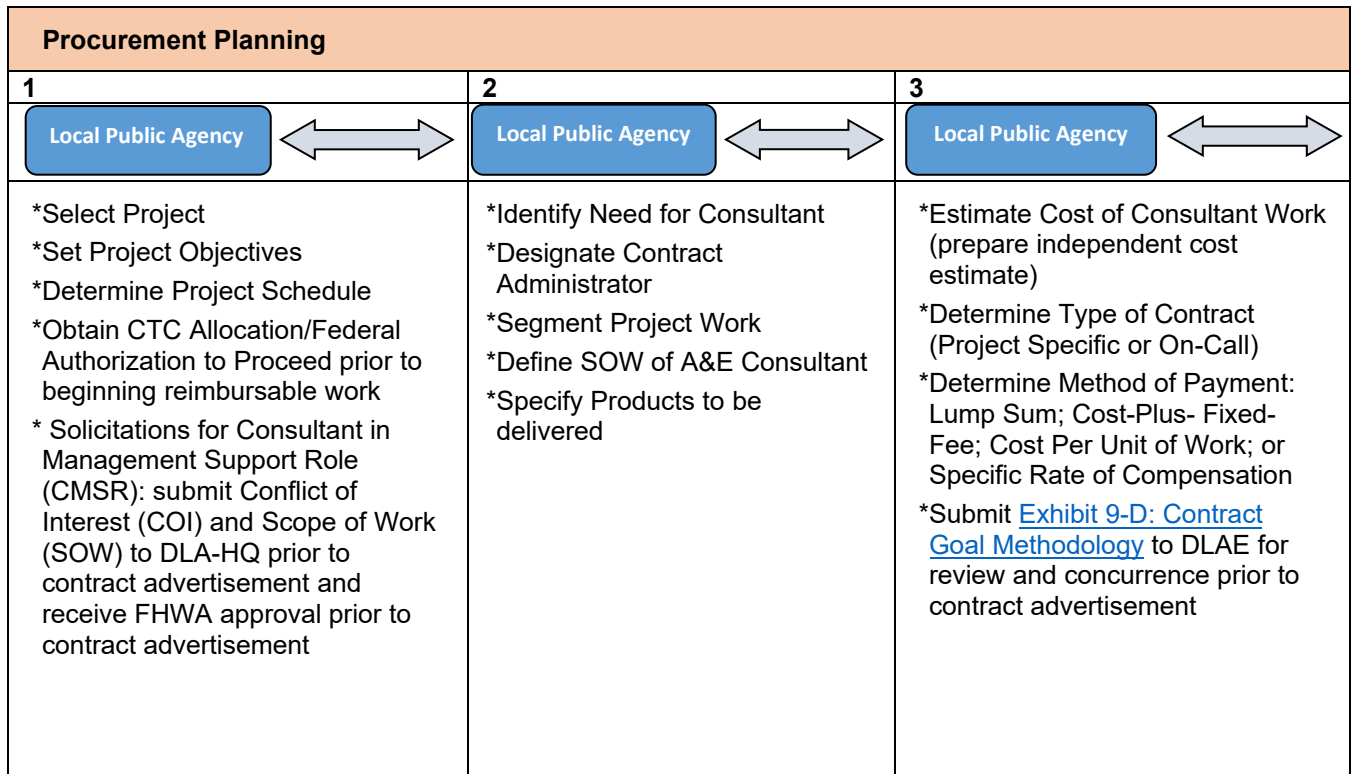 Procurement Planning
1
2
3
Local Public Agency
Local Public Agency
Local Public Agency
*Select Project
*Set Project Objectives
*Determine Project Schedule
*Obtain CTC Allocation/Federal
Authorization to Proceed prior to
beginning reimbursable work
* Solicitations for Consultant in
Management Support Role
(CMSR): submit Conflict of
Interest (COI) and Scope of Work
(SOW) to DLA-HQ prior to
contract advertisement and
receive FHWA approval prior to
contract advertisement
*Identify Need for Consultant
*Designate Contract
Administrator
*Segment Project Work
*Define SOW of A&E Consultant
*Specify Products to be
delivered
*Estimate Cost of Consultant Work
(prepare independent cost
estimate)
*Determine Type of Contract
(Project Specific or On-Call)
*Determine Method of Payment:
Lump Sum; Cost-Plus- Fixed-
Fee; Cost Per Unit of Work; or
Specific Rate of Compensation
*Submit Exhibit 9-D: Contract
Goal Methodology to DLAE for
review and concurrence prior to
contract advertisement